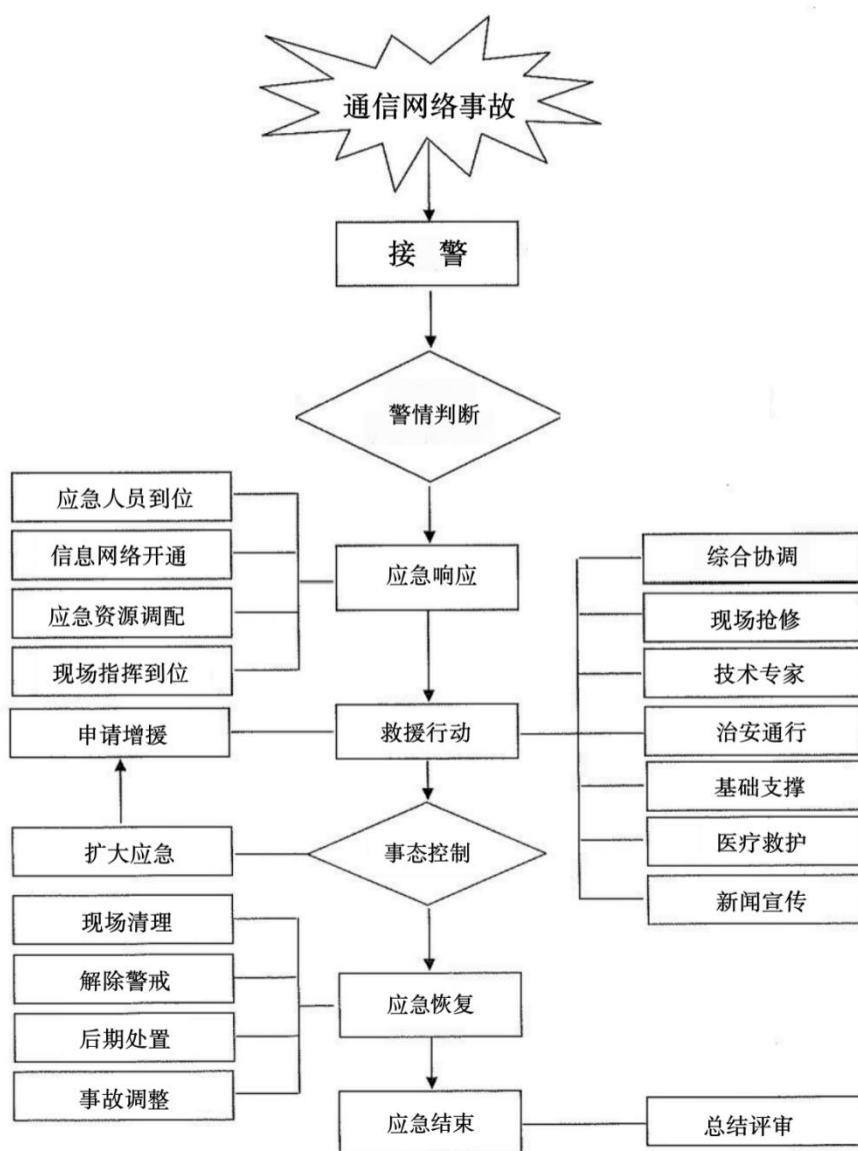 通信网络事故
接 警
警情判断
应急人员到位
信息网络开通
应急资源调配
现场指挥到位
应急响应
综合协调
现场抢修
技术专家
治安通行
基础支撑
医疗救护
新闻宣传
申请增援
救援行动
扩大应急
事态控制
现场清理
解除警戒
后期处置
事故调整
应急恢复
应急结束
总结评审